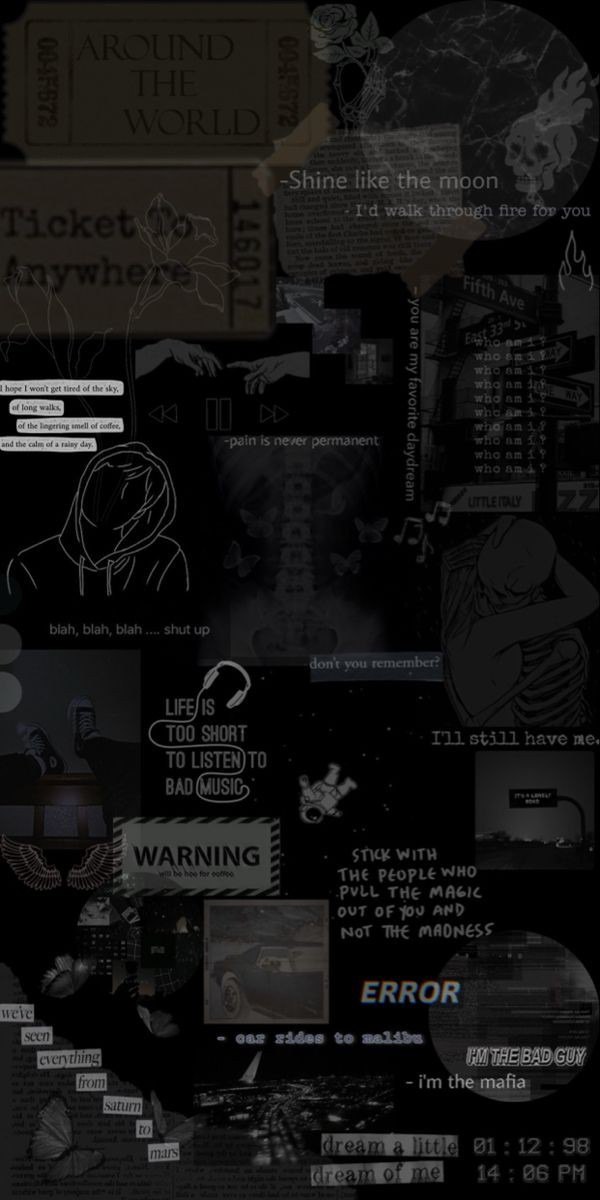 AROUND
THE
WORLD
-Shine like the moon
- I'd walk through fire for you
Ticket To
Anywhere
146017
Fifth Ave
East 33rd St
who am i ?
who am i ?
who am i ?
who am i ?
who am i ?
who am i ?
who am i ?
who am i ?
who am i ?
who am i ?
LITTLE ITALY
- you are my favorite daydream
I hope I won't get tired of the sky,
of long walks,
of the lingering smell of coffee,
and the calm of a rainy day.
-pain is never permanent
blah, blah, blah .... shut up
don't you remember?
LIFE IS
TOO SHORT
TO LISTEN TO
BAD MUSIC
I'll still have me.
IT'S A LONELY
ROAD
WARNING
will be hoe for coffee.
STICK WITH
THE PEOPLE WHO
PULL THE MAGIC
OUT OF YOU AND
NOT THE MADNESS
ERROR
- car rides to malibu
I'M THE BAD GUY
- i'm the mafia
we've
seen
everything
from
saturn
to
mars
dream a little
dream of me
01:12:98
14:06 PM